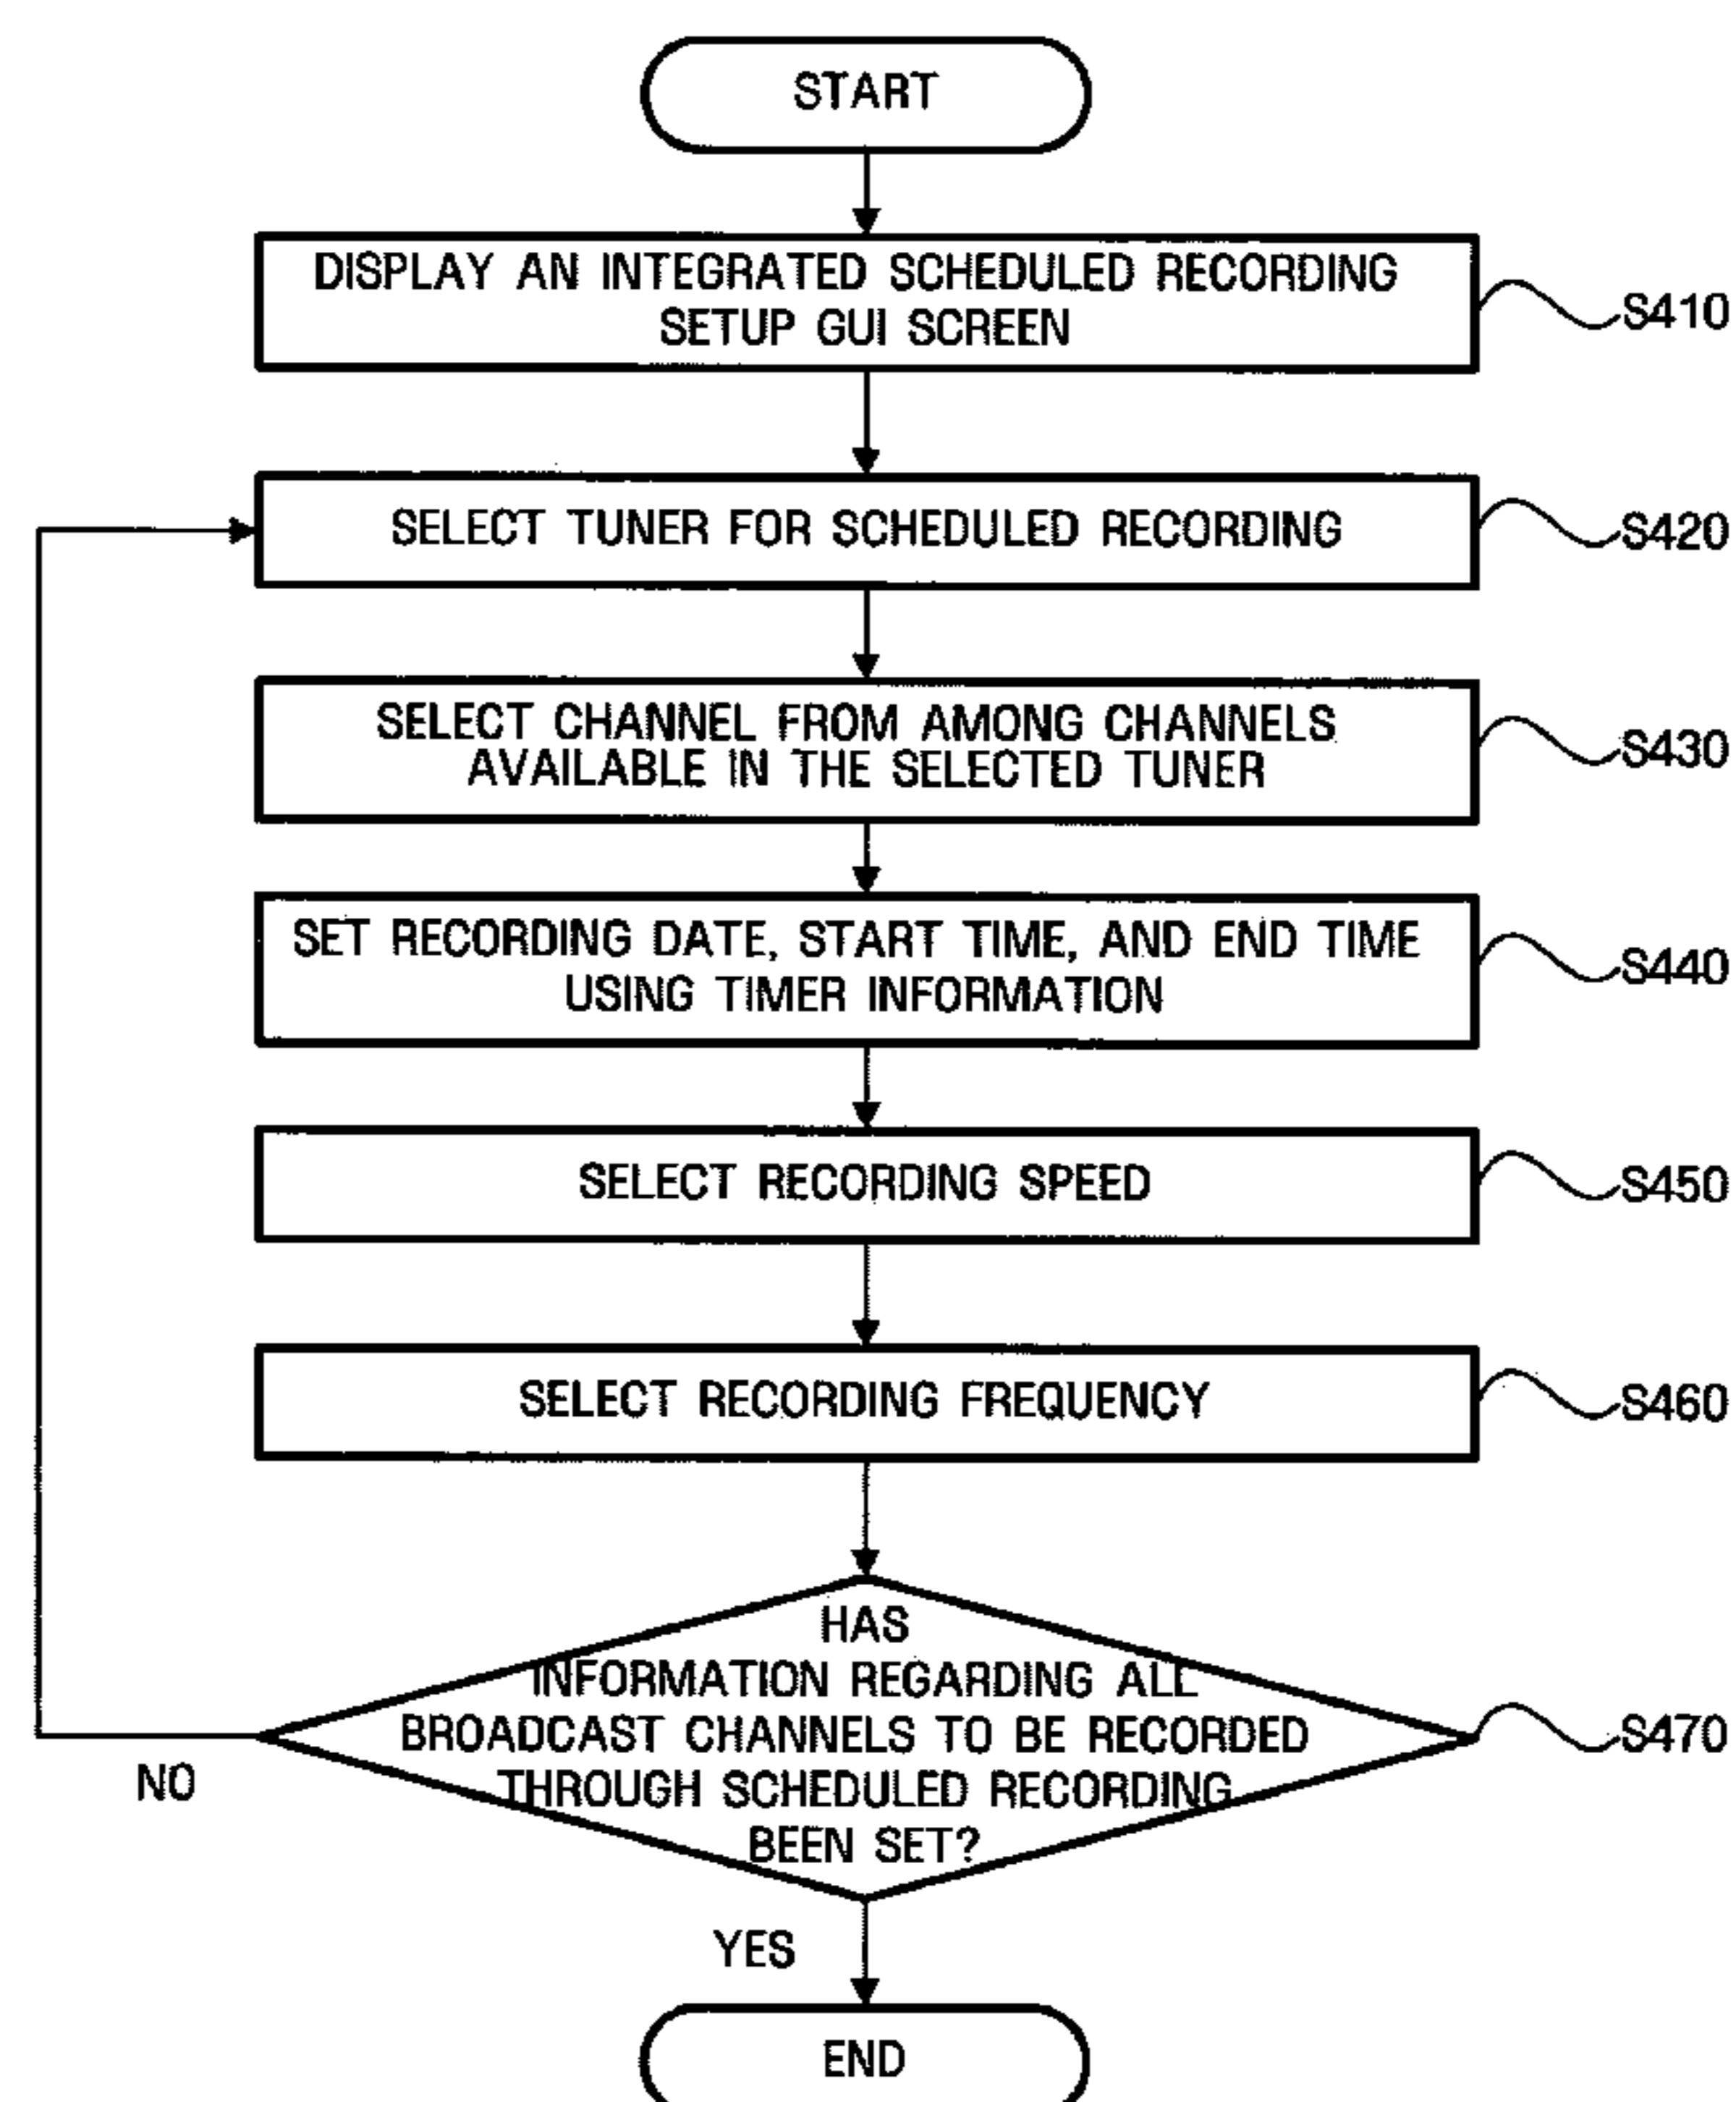 START
DISPLAY AN INTEGRATED SCHEDULED RECORDING
SETUP GUI SCREEN
S410
SELECT TUNER FOR SCHEDULED RECORDING
S420
SELECT CHANNEL FROM AMONG CHANNELS
AVAILABLE IN THE SELECTED TUNER
S430
SET RECORDING DATE, START TIME, AND END TIME
USING TIMER INFORMATION
S440
SELECT RECORDING SPEED
S450
SELECT RECORDING FREQUENCY
S460
HAS
INFORMATION REGARDING ALL
BROADCAST CHANNELS TO BE RECORDED
THROUGH SCHEDULED RECORDING
BEEN SET?
S470
NO
YES
END